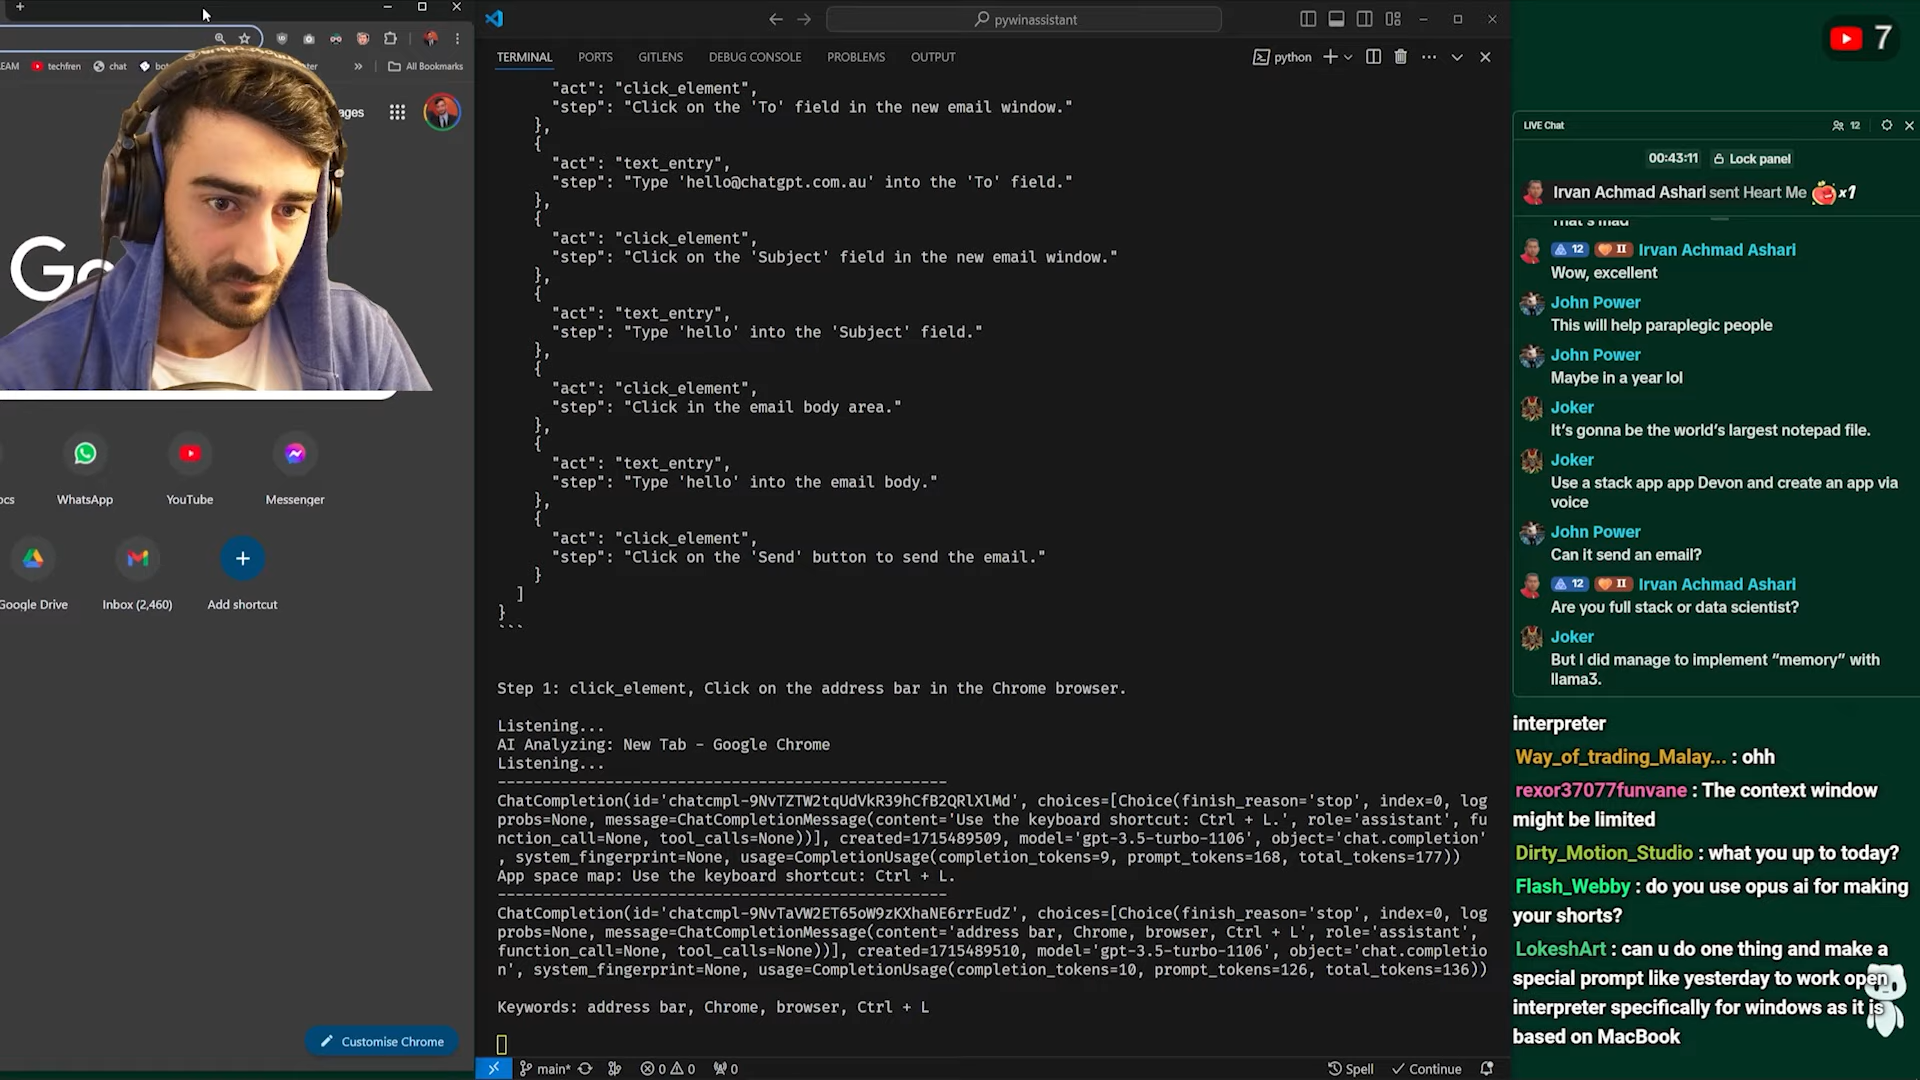 EAM
techfren
chat
bo
ter
»
All Bookmarks
ages
Go
ocs
WhatsApp
YouTube
Messenger
Google Drive
Inbox (2,460)
Add shortcut
Customise Chrome
pywinassistant
TERMINAL
PORTS
GITLENS
DEBUG CONSOLE
PROBLEMS
OUTPUT
python
"act": "click_element",
"step": "Click on the 'To' field in the new email window."
},
{
"act": "text_entry",
"step": "Type 'hello@chatgpt.com.au' into the 'To' field."
},
{
"act": "click_element",
"step": "Click on the 'Subject' field in the new email window."
},
{
"act": "text_entry",
"step": "Type 'hello' into the 'Subject' field."
},
{
"act": "click_element",
"step": "Click in the email body area."
},
{
"act": "text_entry",
"step": "Type 'hello' into the email body."
},
{
"act": "click_element",
"step": "Click on the 'Send' button to send the email."
}
]
}
```
Step 1: click_element, Click on the address bar in the Chrome browser.
Listening...
AI Analyzing: New Tab - Google Chrome
Listening...
--------------------------------------------------
ChatCompletion(id='chatcmpl-9NvTZTW2tqUdVkR39hCfB2QRlXlMd', choices=[Choice(finish_reason='stop', index=0, log
probs=None, message=ChatCompletionMessage(content='Use the keyboard shortcut: Ctrl + L.', role='assistant', fu
nction_call=None, tool_calls=None))], created=1715489509, model='gpt-3.5-turbo-1106', object='chat.completion'
, system_fingerprint=None, usage=CompletionUsage(completion_tokens=9, prompt_tokens=168, total_tokens=177))
App space map: Use the keyboard shortcut: Ctrl + L.
--------------------------------------------------
ChatCompletion(id='chatcmpl-9NvTaVW2ET65oW9zKXhaNE6rrEudZ', choices=[Choice(finish_reason='stop', index=0, log
probs=None, message=ChatCompletionMessage(content='address bar, Chrome, browser, Ctrl + L', role='assistant',
function_call=None, tool_calls=None))], created=1715489510, model='gpt-3.5-turbo-1106', object='chat.completio
n', system_fingerprint=None, usage=CompletionUsage(completion_tokens=10, prompt_tokens=126, total_tokens=136))
Keywords: address bar, Chrome, browser, Ctrl + L
main*
0
0
0
Spell
Continue
7
LIVE Chat
12
00:43:11
Lock panel
Irvan Achmad Ashari sent Heart Me x1
That's mad
12 II Irvan Achmad Ashari
Wow, excellent
John Power
This will help paraplegic people
John Power
Maybe in a year lol
Joker
It's gonna be the world's largest notepad file.
Joker
Use a stack app app Devon and create an app via
voice
John Power
Can it send an email?
12 II Irvan Achmad Ashari
Are you full stack or data scientist?
Joker
But I did manage to implement “memory” with
llama3.
interpreter
Way_of_trading_Malay... : ohh
rexor37077funvane : The context window
might be limited
Dirty_Motion_Studio : what you up to today?
Flash_Webby : do you use opus ai for making
your shorts?
LokeshArt : can u do one thing and make a
special prompt like yesterday to work open
interpreter specifically for windows as it is
based on MacBook